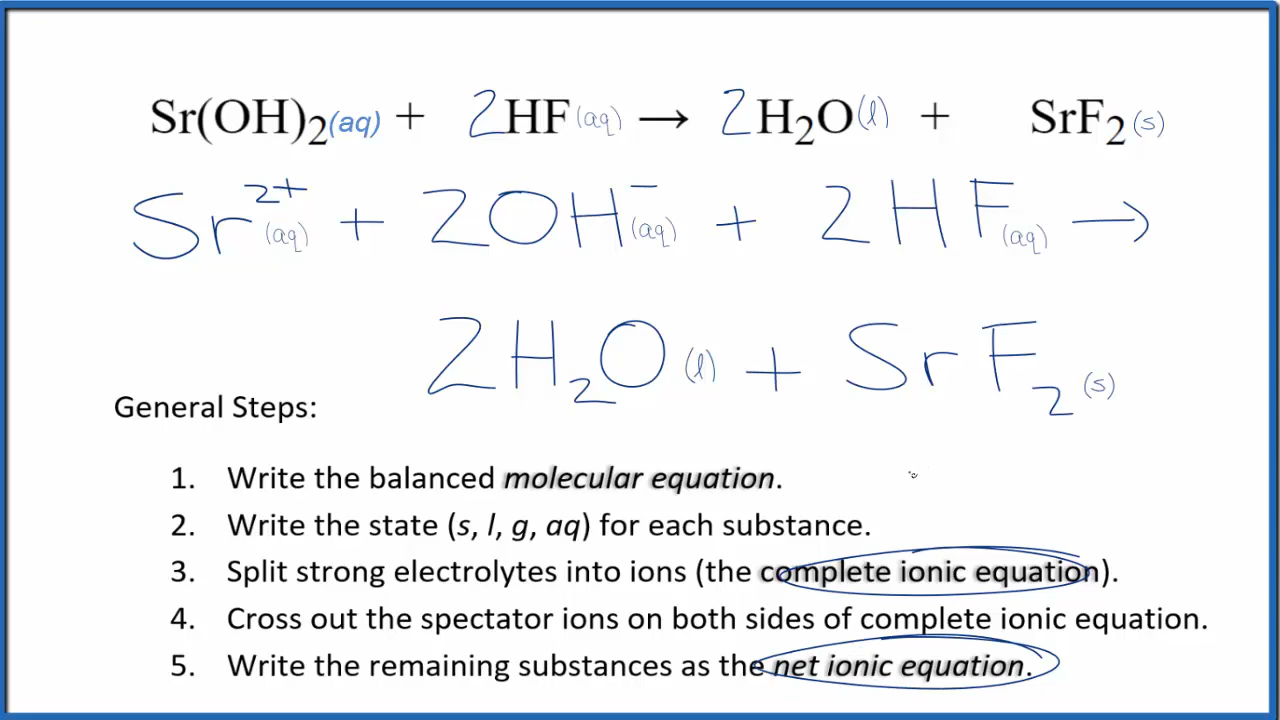 Sr(OH)₂(aq) + 2HF(aq) → 2H₂O(l) + SrF₂(s)
Sr²⁺(aq) + 2OH⁻(aq) + 2HF(aq) →
2H₂O(l) + SrF₂(s)
General Steps:
1. Write the balanced molecular equation.
2. Write the state (s, l, g, aq) for each substance.
3. Split strong electrolytes into ions (the complete ionic equation).
4. Cross out the spectator ions on both sides of complete ionic equation.
5. Write the remaining substances as the net ionic equation.